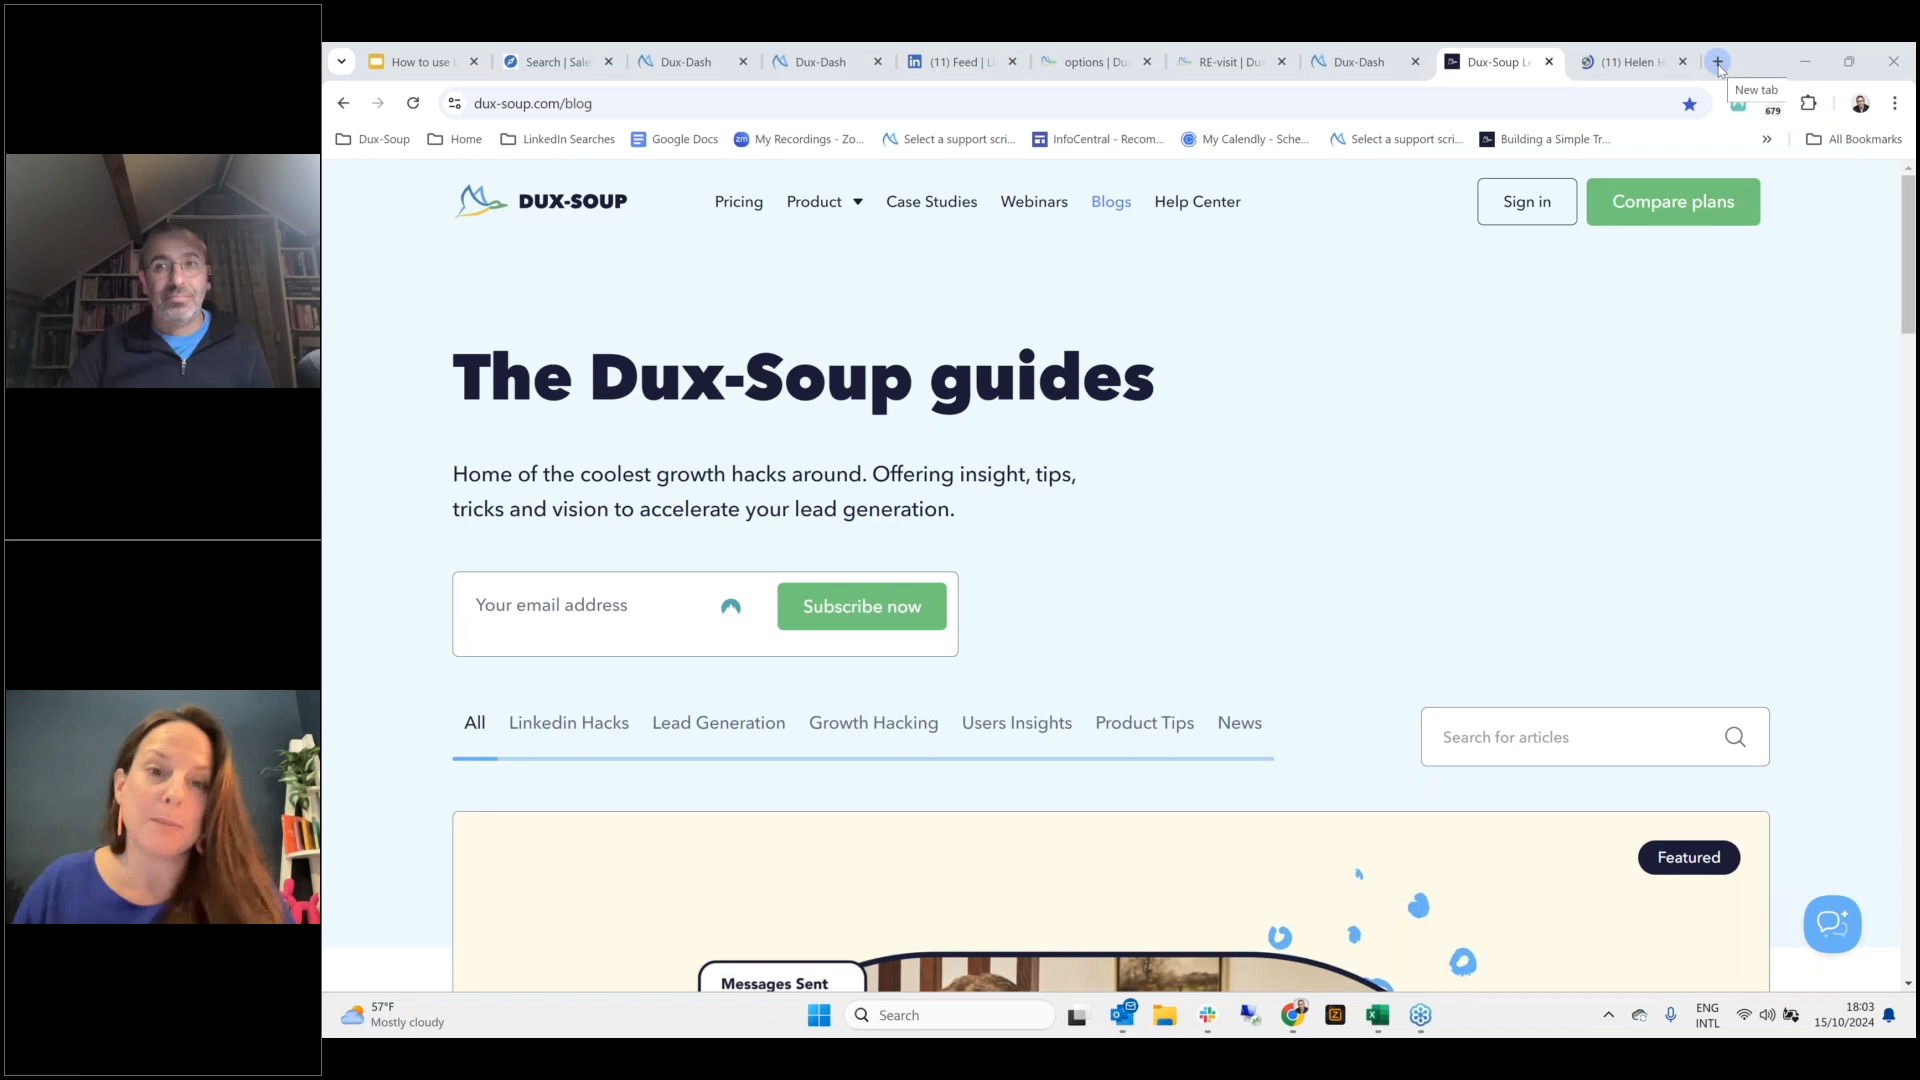 How to use
Search | Sale
Dux-Dash
Dux-Dash
(11) Feed | Li
options | Du
RE-visit | Dux
Dux-Dash
Dux-Soup Le
(11) Helen H
New tab
dux-soup.com/blog
679
Dux-Soup
Home
LinkedIn Searches
Google Docs
zm
My Recordings - Zo...
Select a support scri...
InfoCentral - Recom...
My Calendly - Sche...
Select a support scri...
Building a Simple Tr...
All Bookmarks
DUX-SOUP
Pricing
Product
Case Studies
Webinars
Blogs
Help Center
Sign in
Compare plans
The Dux-Soup guides
Home of the coolest growth hacks around. Offering insight, tips,
tricks and vision to accelerate your lead generation.
Your email address
Subscribe now
All
Linkedin Hacks
Lead Generation
Growth Hacking
Users Insights
Product Tips
News
Search for articles
Featured
Messages Sent
57°F
Mostly cloudy
Search
ENG
INTL
18:03
15/10/2024